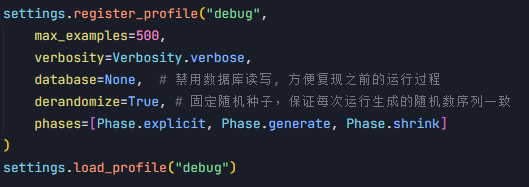 settings.register_profile("debug",
    max_examples=500,
    verbosity=Verbosity.verbose,
    database=None,  # 禁用数据库读写，方便复现之前的运行过程
    derandomize=True, # 固定随机种子，保证每次运行生成的随机数序列一致
    phases=[Phase.explicit, Phase.generate, Phase.shrink]
)
settings.load_profile("debug")